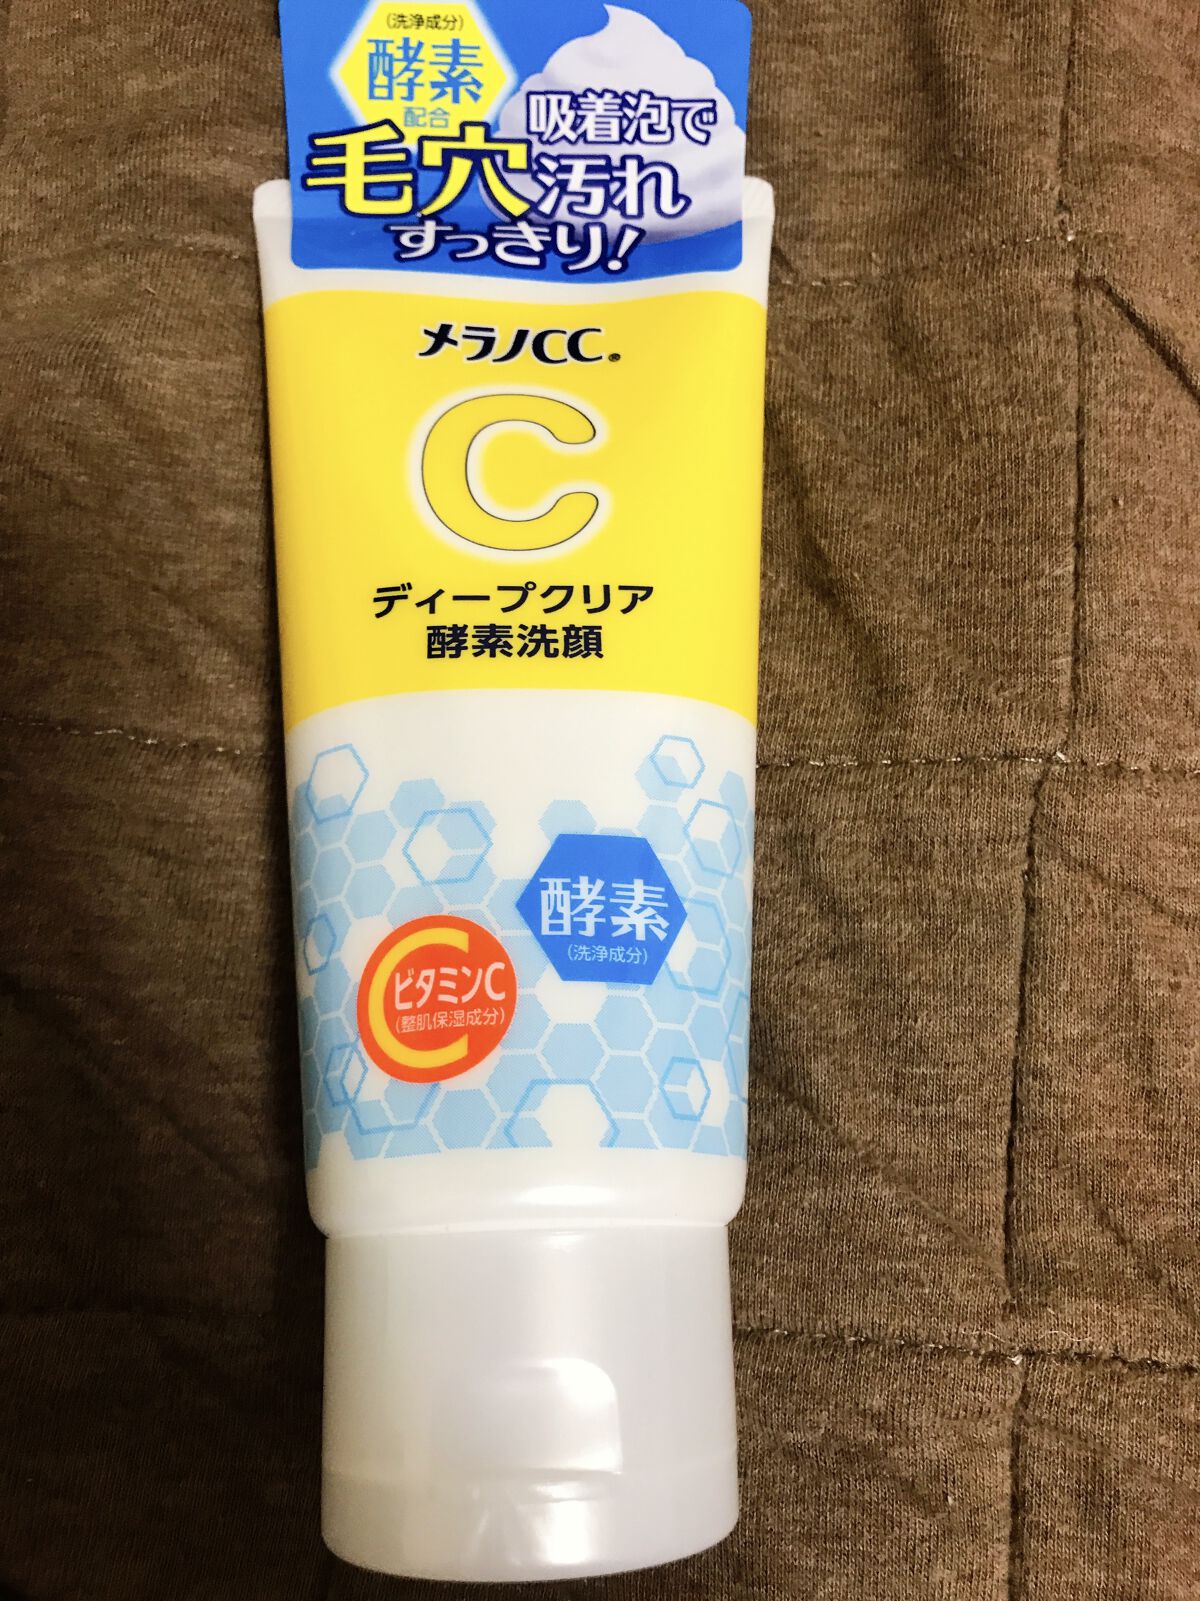 (洗浄成分)
酵素
配合
吸着泡で
毛穴汚れ
すっきり!
メラノCC®
C
ディープクリア
酵素洗顔
酵素
(洗浄成分)
C
ビタミンC
(整肌保湿成分)